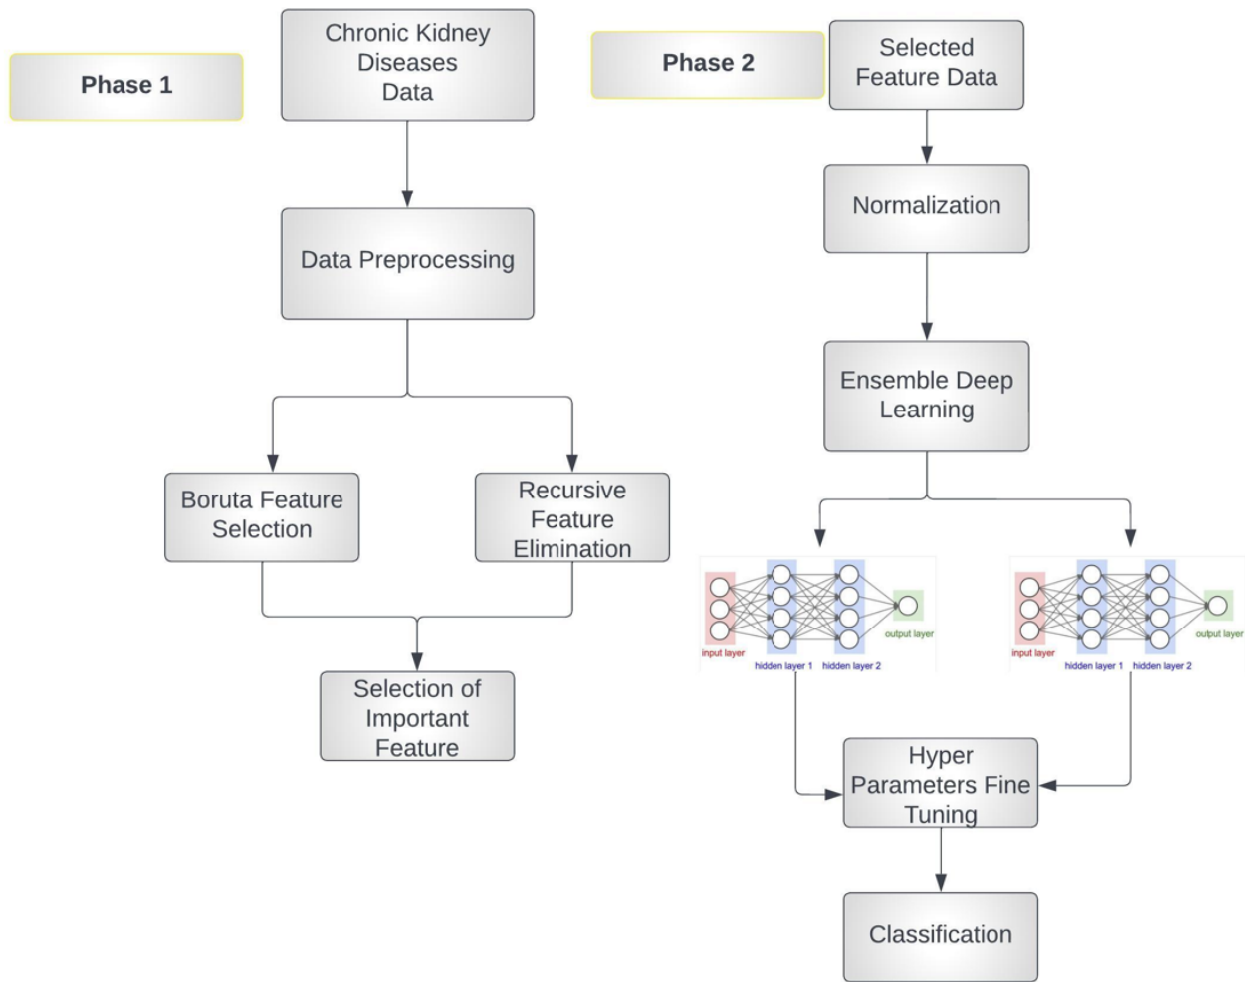 Phase 1
Chronic Kidney
Diseases
Data
Data Preprocessing
Boruta Feature
Selection
Recursive
Feature
Elimination
Selection of
Important
Feature
Phase 2
Selected
Feature Data
Normalization
Ensemble Deep
Learning
input layer
hidden layer 1
hidden layer 2
output layer
input layer
hidden layer 1
hidden layer 2
output layer
Hyper
Parameters Fine
Tuning
Classification